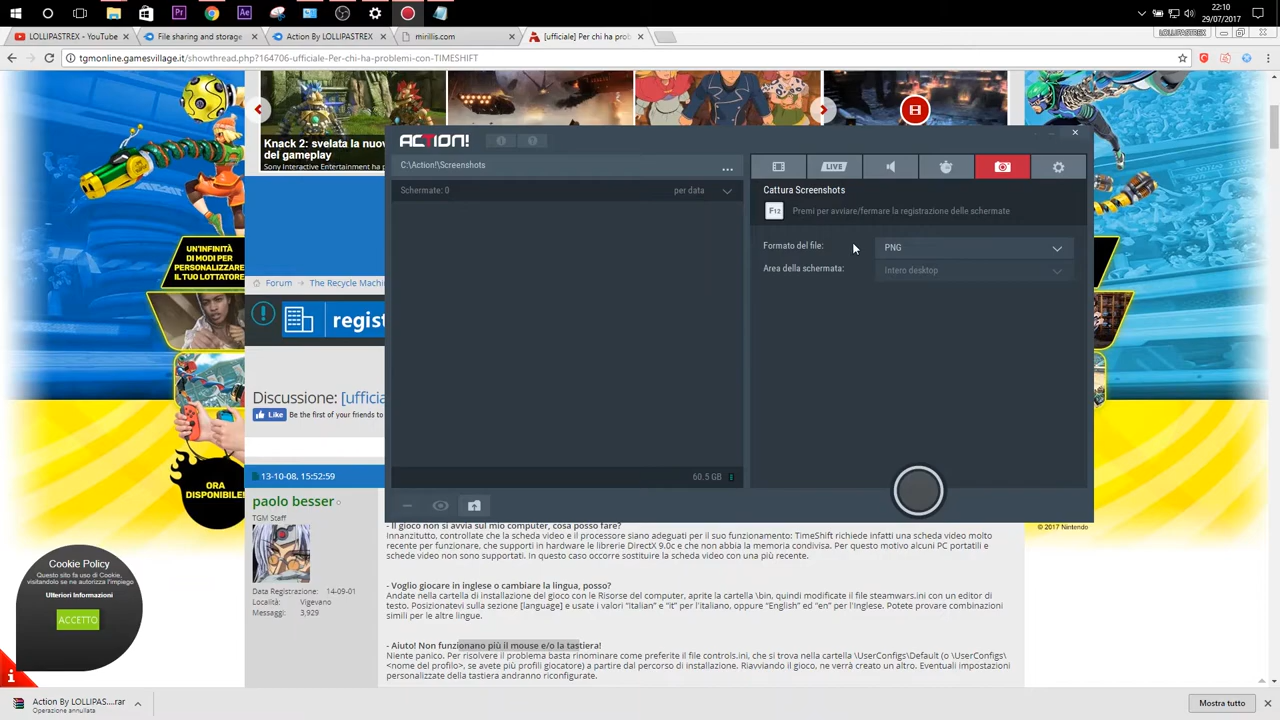 22:10
29/07/2017
LOLLIPASTREX - YouTube
File sharing and storage
Action By LOLLIPASTREX
mirillis.com
[ufficiale] Per chi ha prob
LOLLIPASTREX
tgmonline.gamesvillage.it/showthread.php?164706-ufficiale-Per-chi-ha-problemi-con-TIMESHIFT
Knack 2: svelata la nuov
del gameplay
Sony Interactive Entertainment ha p
ACTION!
C:\Action!\Screenshots
...
Schermate: 0
per data
LIVE
Cattura Screenshots
F12
Premi per avviare/fermare la registrazione delle schermate
Formato del file:
PNG
Area della schermata:
Intero desktop
60.5 GB
UN'INFINITÀ
DI MODI PER
PERSONALIZZARE
IL TUO LOTTATORE
Forum
The Recycle Machi
regist
Discussione: [uffici
Like
Be the first of your friends to
13-10-08, 15:52:59
paolo besser
TGM Staff
Data Registrazione: 14-09-01
Località: Vigevano
Messaggi: 3,929
ORA
DISPONIBILE!
© 2017 Nintendo
- Il gioco non si avvia sul mio computer, cosa posso fare?
Innanzitutto, controllate che la scheda video e il processore siano adeguati per il suo funzionamento: TimeShift richiede infatti una scheda video molto
recente per funzionare, che supporti in hardware le librerie DirectX 9.0c e che non abbia la memoria condivisa. Per questo motivo alcuni PC portatili e
schede video non sono supportati. In questo caso occorre sostituire la scheda video con una più recente.
- Voglio giocare in inglese o cambiare la lingua, posso?
Andate nella cartella di installazione del gioco con le Risorse del computer, aprite la cartella \bin, quindi modificate il file steamwars.ini con un editor di
testo. Posizionatevi sulla sezione [language] e usate i valori "Italian" e "it" per l'italiano, oppure "English" ed "en" per l'inglese. Potete provare combinazioni
simili per le altre lingue.
- Aiuto! Non funzionano più il mouse e/o la tastiera!
Niente panico. Per risolvere il problema basta rinominare come preferite il file controls.ini, che si trova nella cartella \UserConfigs\Default (o \UserConfigs\
<nome del profilo>, se avete più profili giocatore) a partire dal percorso di installazione. Riavviando il gioco, ne verrà creato un altro. Eventuali impostazioni
personalizzate della tastiera andranno riconfigurate.
Cookie Policy
Questo sito fa uso di Cookie,
visitandolo se ne autorizza l'impiego
Ulteriori Informazioni
ACCETTO
Action By LOLLIPAS....rar
Operazione annullata
Mostra tutto